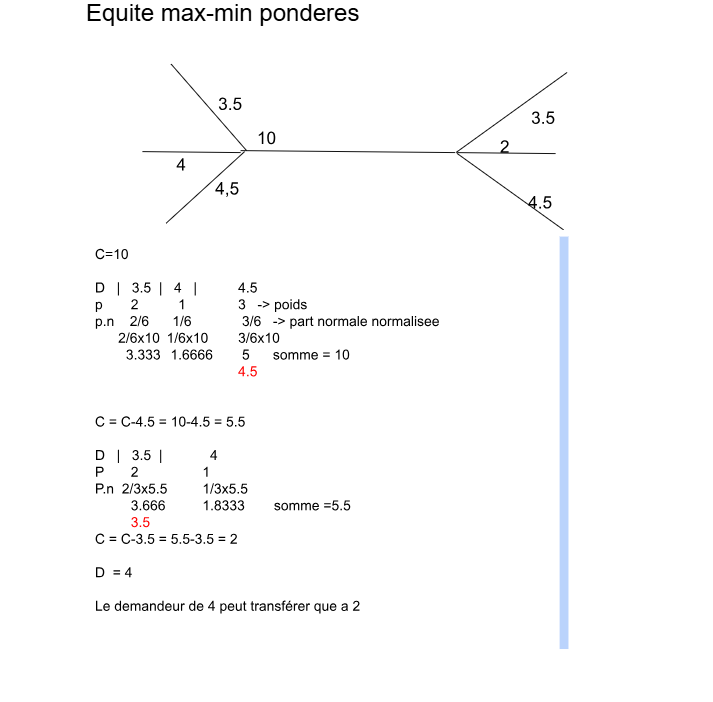 Equite max-min ponderes
3.5
3.5
10
2
4
4,5
4.5
C=10
D | 3.5 | 4 | 4.5
p 2 1 3 -> poids
p.n 2/6 1/6 3/6 -> part normale normalisee
2/6x10 1/6x10 3/6x10
3.333 1.6666 5 somme = 10
4.5
C = C-4.5 = 10-4.5 = 5.5
D | 3.5 | 4
P 2 1
P.n 2/3x5.5 1/3x5.5
3.666 1.8333 somme =5.5
3.5
C = C-3.5 = 5.5-3.5 = 2
D = 4
Le demandeur de 4 peut transférer que a 2